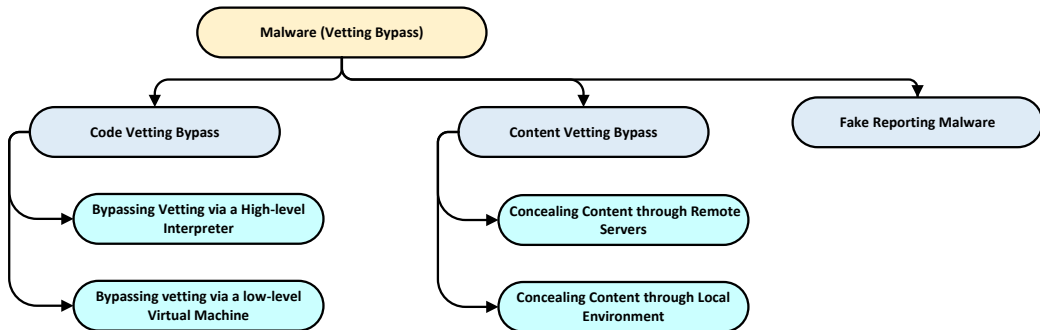 Malware (Vetting Bypass)
Code Vetting Bypass
Content Vetting Bypass
Fake Reporting Malware
Bypassing Vetting via a High-level
Interpreter
Concealing Content through Remote
Servers
Bypassing vetting via a low-level
Virtual Machine
Concealing Content through Local
Environment